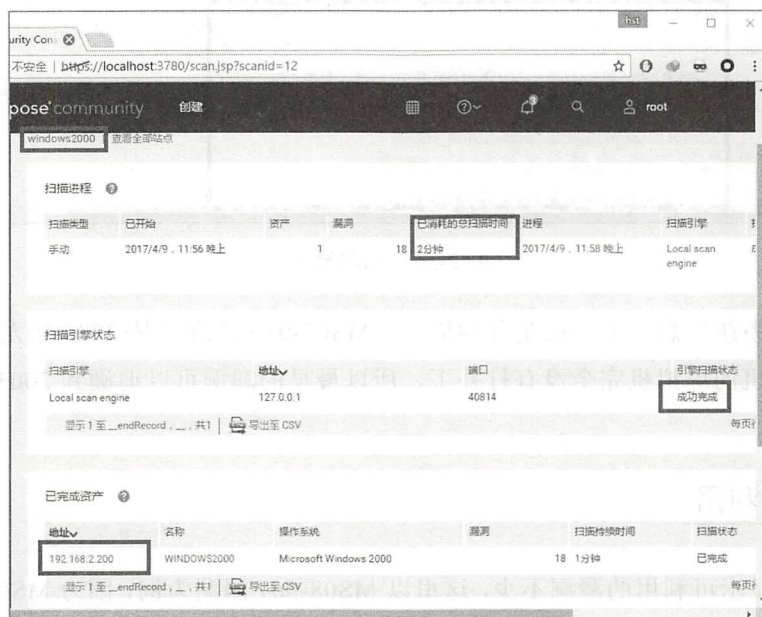 hst
urity Cons
不安全 | https://localhost:3780/scan.jsp?scanid=12
pose community 创建 3 root
windows2000 查看全部站点
扫描进程
扫描类型 已开始 资产 漏洞 已消耗的总扫描时间 进程 扫描引擎
手动 2017/4/9，11:56 晚上 1 18 2分钟 2017/4/9，11:58 晚上 Local scan engine
扫描引擎状态
扫描引擎 地址 端口 引擎扫描状态
Local scan engine 127.0.0.1 40814 成功完成
显示 1 至 __endRecord，__，共1 | 导出至 CSV 每页
已完成资产
地址 名称 操作系统 漏洞 扫描持续时间 扫描状态
192.168.2.200 WINDOWS2000 Microsoft Windows 2000 18 1分钟 已完成
显示 1 至 __endRecord，__，共1 | 导出至 CSV 每页